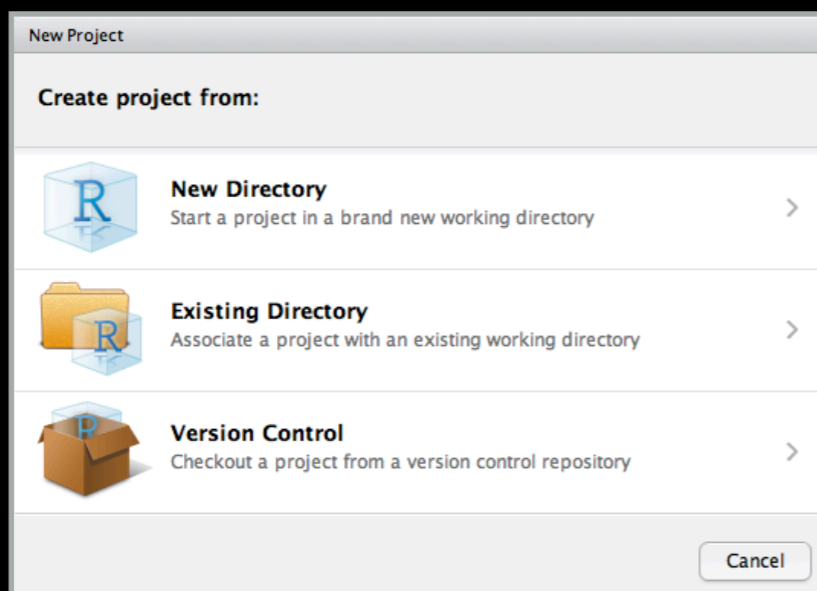 New Project
Create project from:
R
New Directory
Start a project in a brand new working directory
R
Existing Directory
Associate a project with an existing working directory
R
Version Control
Checkout a project from a version control repository
Cancel